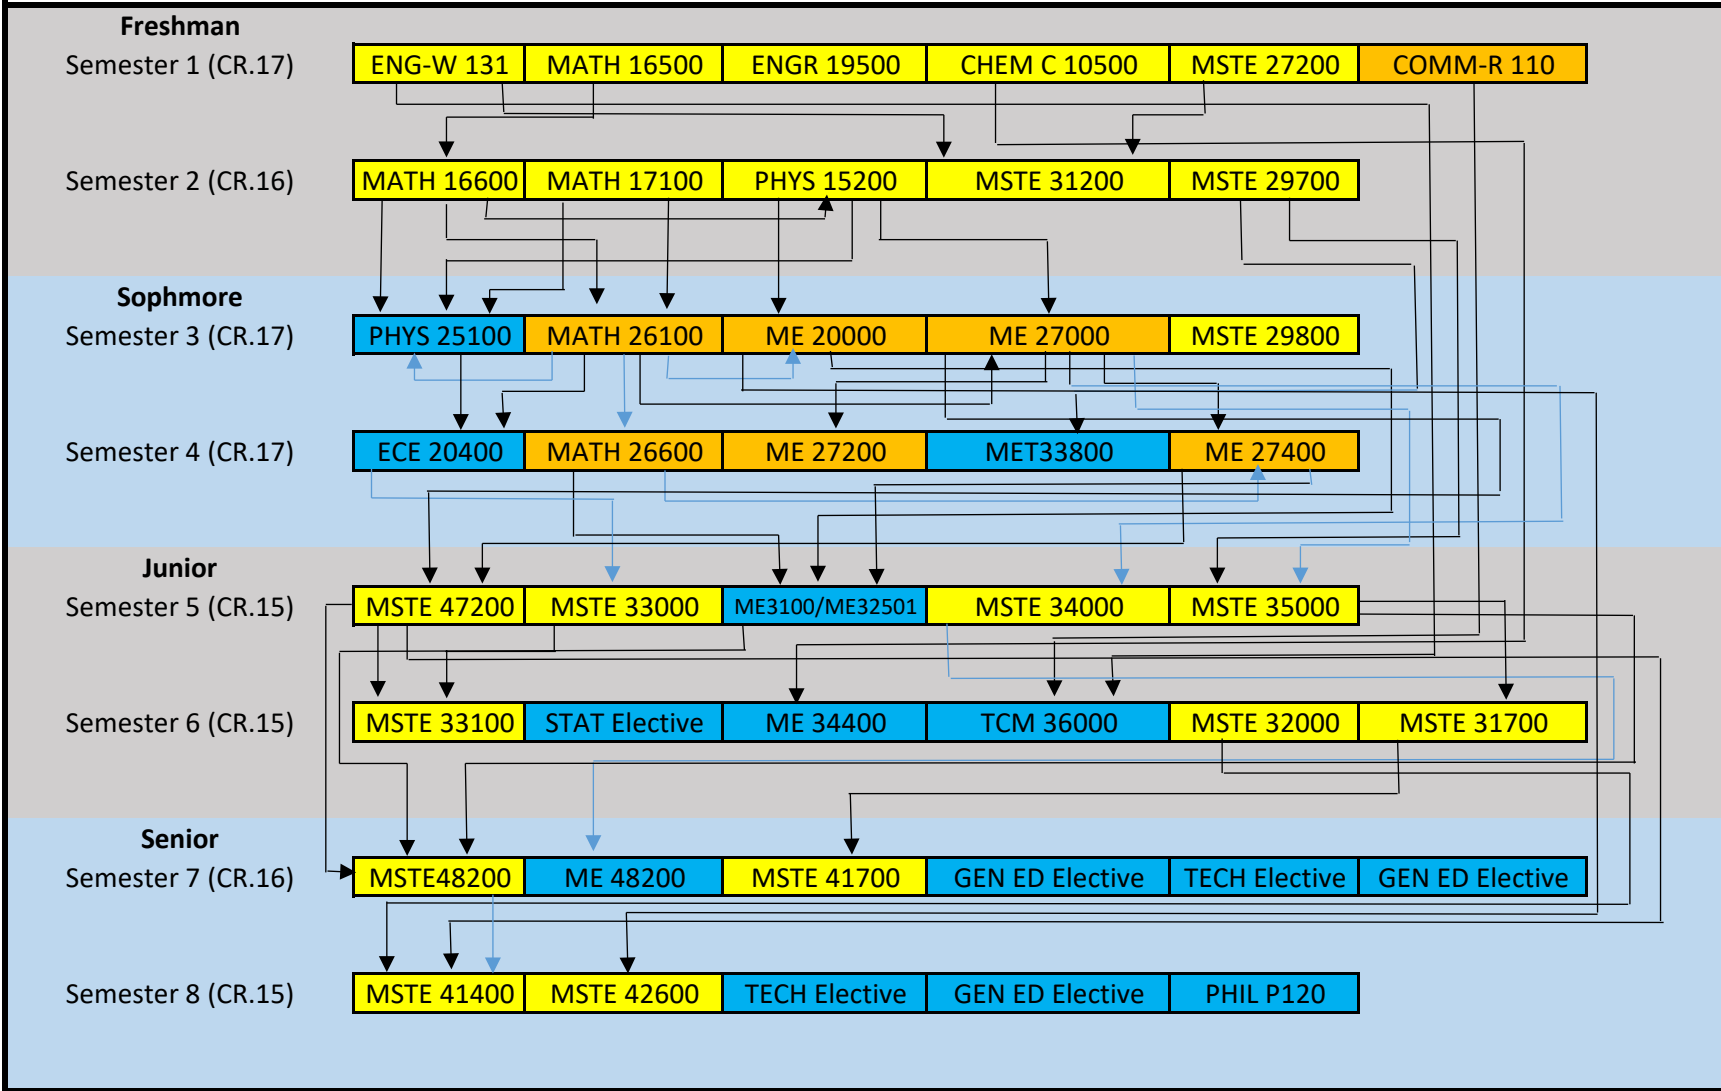 Freshman
Semester 1 (CR.17) ENG-W 131 MATH 16500 ENGR 19500 CHEM C 10500 MSTE 27200 COMM-R 110
Semester 2 (CR.16) MATH 16600 MATH 17100 PHYS 15200 MSTE 31200 MSTE 29700
Sophmore
Semester 3 (CR.17) PHYS 25100 MATH 26100 ME 20000 ME 27000 MSTE 29800
Semester 4 (CR.17) ECE 20400 MATH 26600 ME 27200 MET33800 ME 27400
Junior
Semester 5 (CR.15) MSTE 47200 MSTE 33000 ME3100/ME32501 MSTE 34000 MSTE 35000
Semester 6 (CR.15) MSTE 33100 STAT Elective ME 34400 TCM 36000 MSTE 32000 MSTE 31700
Senior
Semester 7 (CR.16) MSTE48200 ME 48200 MSTE 41700 GEN ED Elective TECH Elective GEN ED Elective
Semester 8 (CR.15) MSTE 41400 MSTE 42600 TECH Elective GEN ED Elective PHIL P120